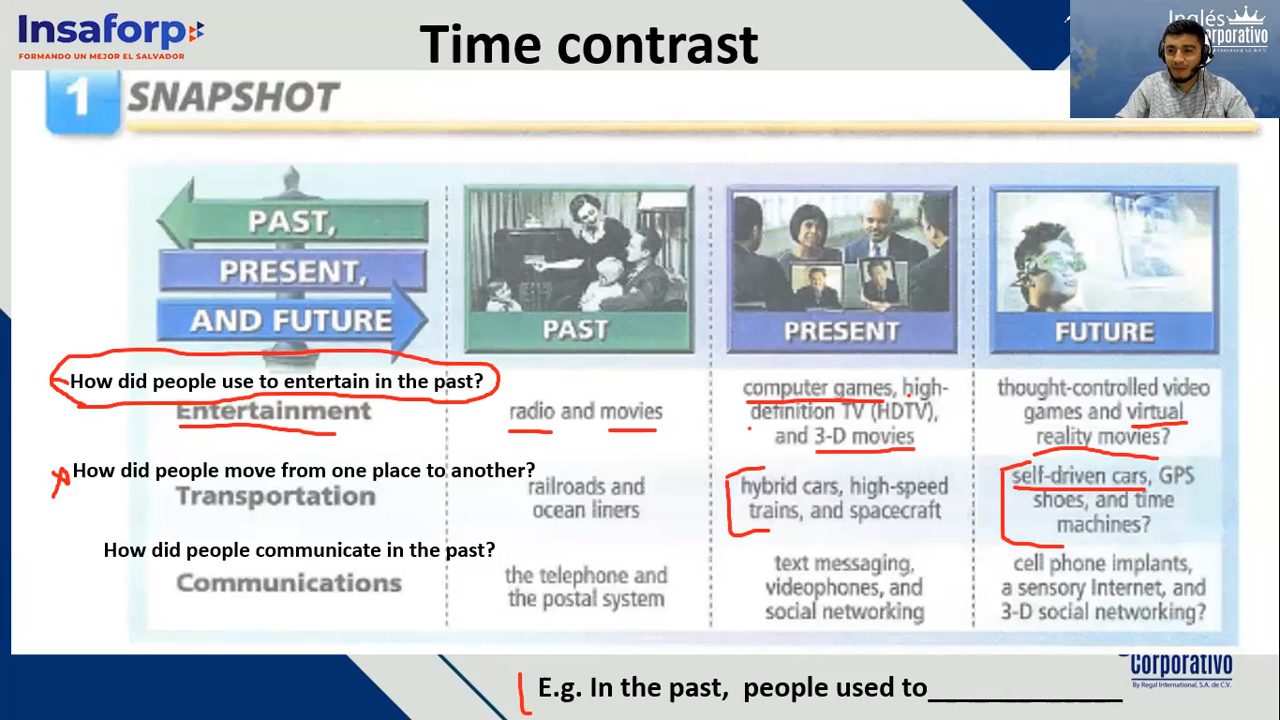 Insaforp
FORMANDO UN MEJOR EL SALVADOR
Time contrast
Inglés
Corporativo
1 SNAPSHOT
PAST,
PRESENT,
AND FUTURE
PAST
PRESENT
FUTURE
How did people use to entertain in the past?
Entertainment
radio and movies
computer games, high-
definition TV (HDTV),
and 3-D movies
thought-controlled video
games and virtual
reality movies?
How did people move from one place to another?
Transportation
railroads and
ocean liners
hybrid cars, high-speed
trains, and spacecraft
self-driven cars, GPS
shoes, and time
machines?
How did people communicate in the past?
Communications
the telephone and
the postal system
text messaging,
videophones, and
social networking
cell phone implants,
a sensory Internet, and
3-D social networking?
Corporativo
By Regal International, S.A. de C.V.
E.g. In the past, people used to____________